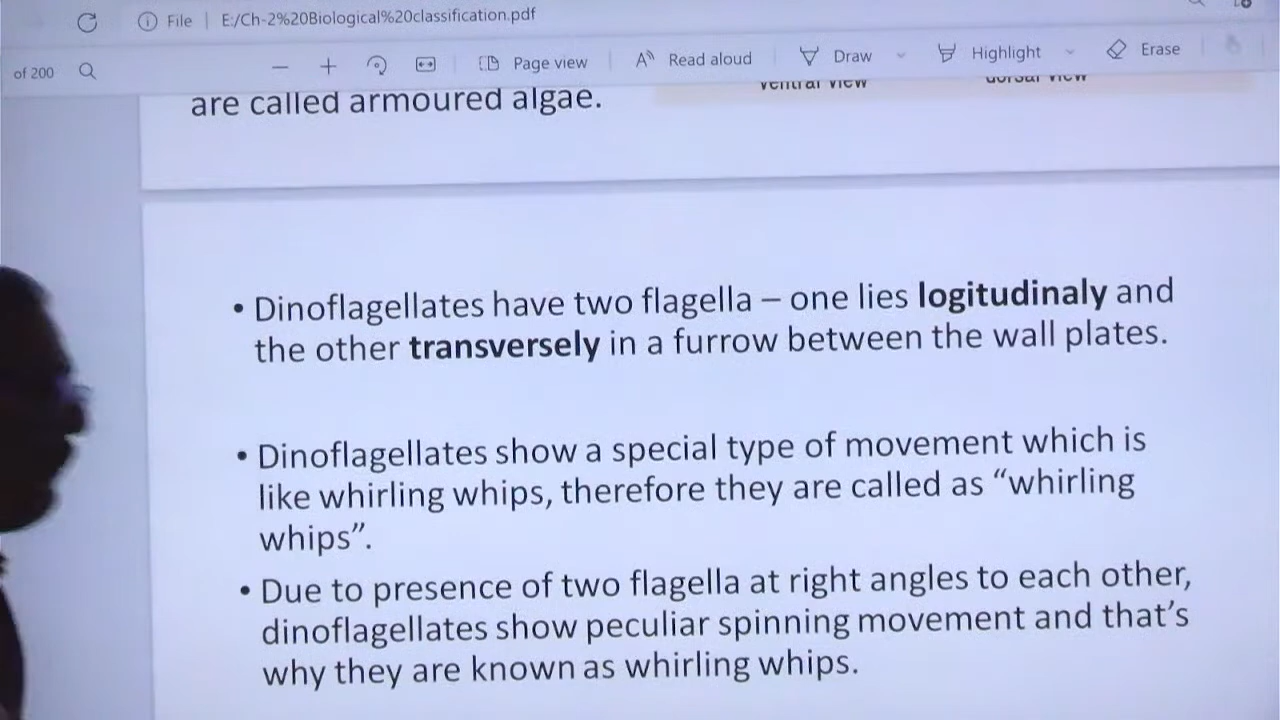 File | E:/Ch-2%20Biological%20classification.pdf
of 200
Page view
Read aloud
Draw
Highlight
Erase
are called armoured algae.
ventral view
dorsal view
• Dinoflagellates have two flagella – one lies logitudinaly and
the other transversely in a furrow between the wall plates.
• Dinoflagellates show a special type of movement which is
like whirling whips, therefore they are called as “whirling
whips”.
• Due to presence of two flagella at right angles to each other,
dinoflagellates show peculiar spinning movement and that’s
why they are known as whirling whips.